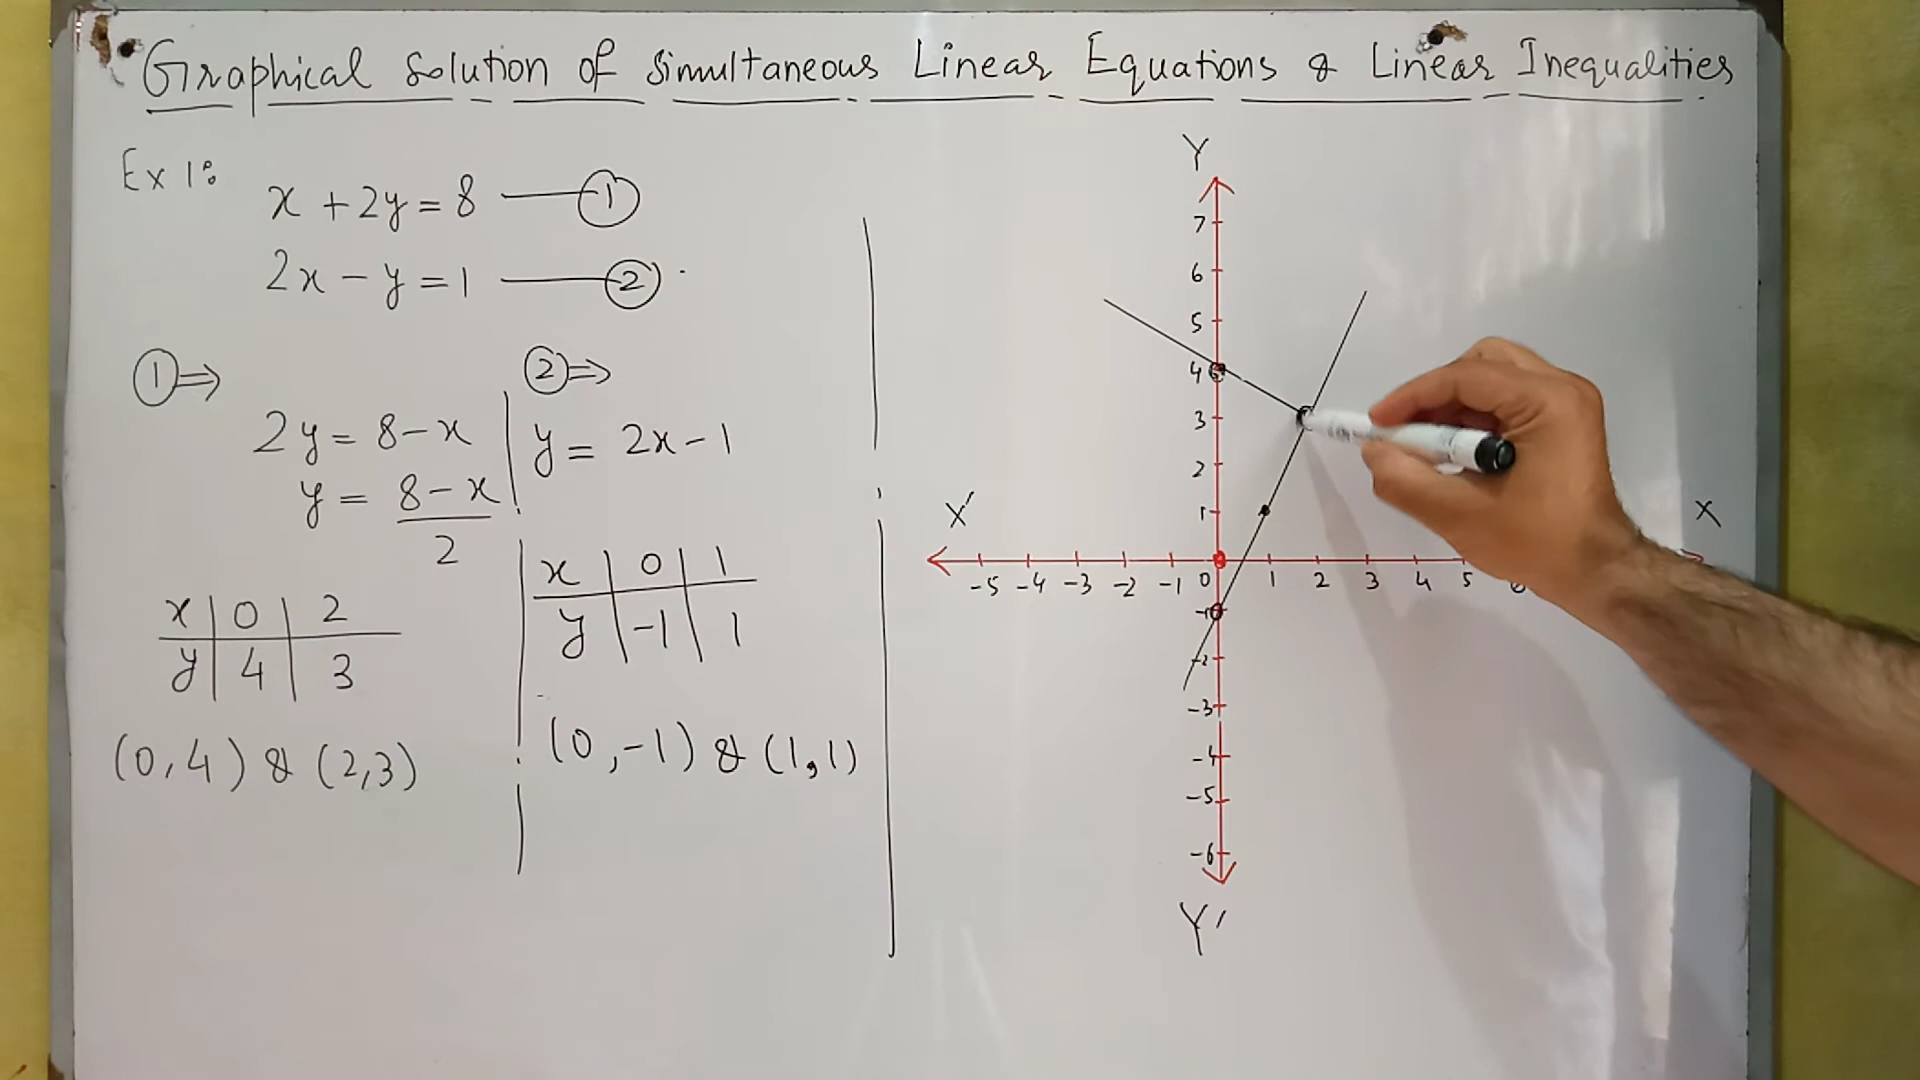 Graphical Solution of Simultaneous Linear Equations & Linear Inequalities
Ex 1:
x + 2y = 8 — ①
2x - y = 1 — ②
①⇒
2y = 8 - x
y = 8 - x
2
x 0 2
y 4 3
(0,4) & (2,3)
②⇒
y = 2x - 1
x 0 1
y -1 1
(0,-1) & (1,1)
Y
7
6
5
4
3
2
1
X' X
-5 -4 -3 -2 -1 0 1 2 3 4 5
-1
-2
-3
-4
-5
-6
Y'